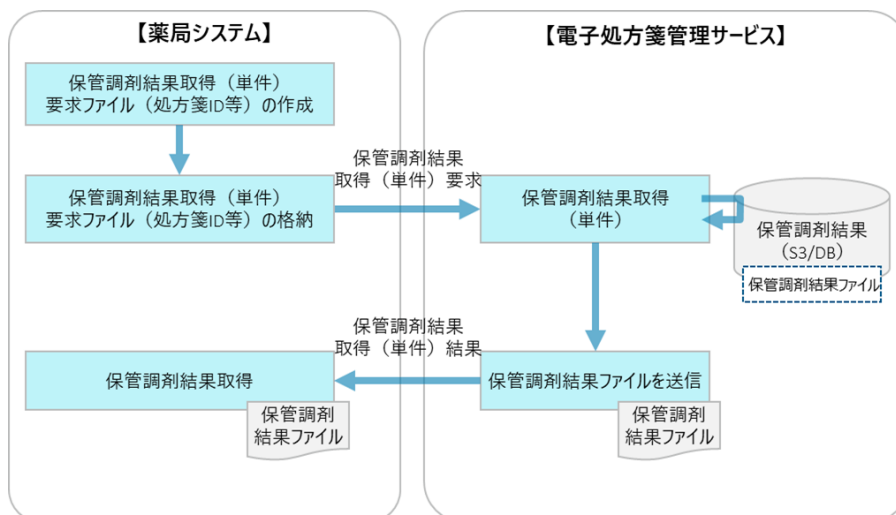 【薬局システム】
保管調剤結果取得（単件）
要求ファイル（処方箋ID等）の作成
保管調剤結果取得（単件）
要求ファイル（処方箋ID等）の格納
保管調剤結果
取得（単件）要求
【電子処方箋管理サービス】
保管調剤結果取得
（単件）
保管調剤結果
（S3/DB）
保管調剤結果ファイル
保管調剤結果ファイルを送信
保管調剤
結果ファイル
保管調剤結果
取得（単件）結果
保管調剤結果取得
保管調剤
結果ファイル